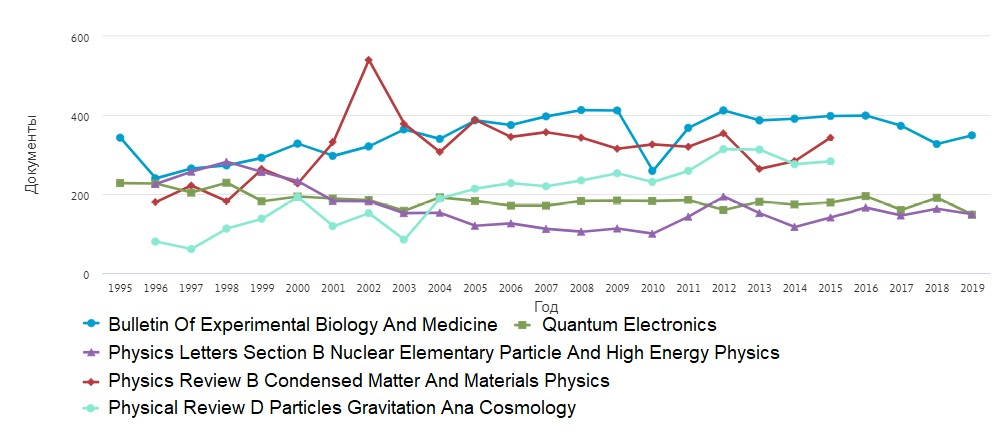 600
400
200
0
Документы
1995 1996 1997 1998 1999 2000 2001 2002 2003 2004 2005 2006 2007 2008 2009 2010 2011 2012 2013 2014 2015 2016 2017 2018 2019
Год
Bulletin Of Experimental Biology And Medicine Quantum Electronics
Physics Letters Section B Nuclear Elementary Particle And High Energy Physics
Physics Review B Condensed Matter And Materials Physics
Physical Review D Particles Gravitation Ana Cosmology